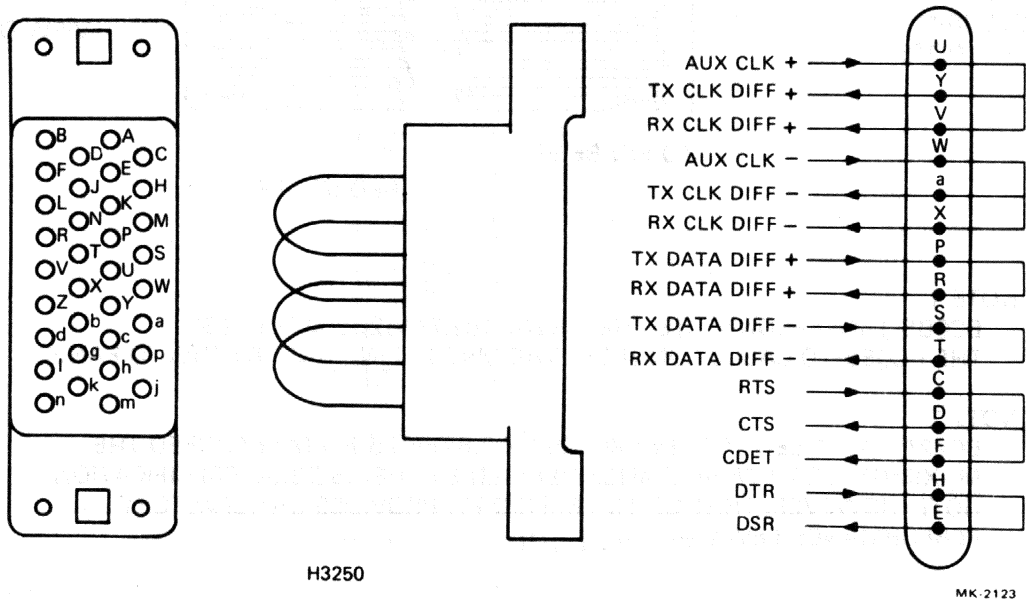 B A
D C
F E
J H
L K
N M
R P
T S
V U
X W
Z Y
b a
d c
g p
l h
k j
n m
H3250
AUX CLK + U
TX CLK DIFF + Y
RX CLK DIFF + V
AUX CLK - W
TX CLK DIFF - a
RX CLK DIFF - X
TX DATA DIFF + P
RX DATA DIFF + R
TX DATA DIFF - S
RX DATA DIFF - T
RTS C
CTS D
CDET F
DTR H
DSR E
MK-2123